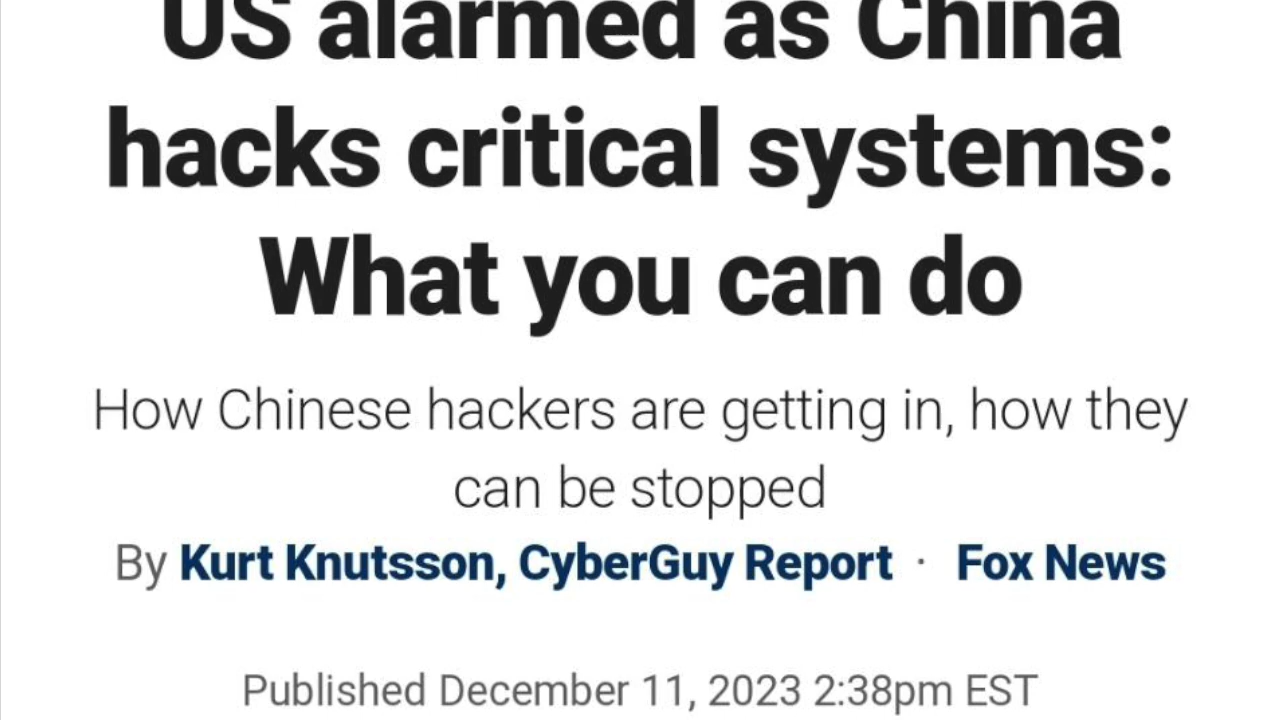 US alarmed as China
hacks critical systems:
What you can do
How Chinese hackers are getting in, how they
can be stopped
By Kurt Knutsson, CyberGuy Report · Fox News
Published December 11, 2023 2:38pm EST